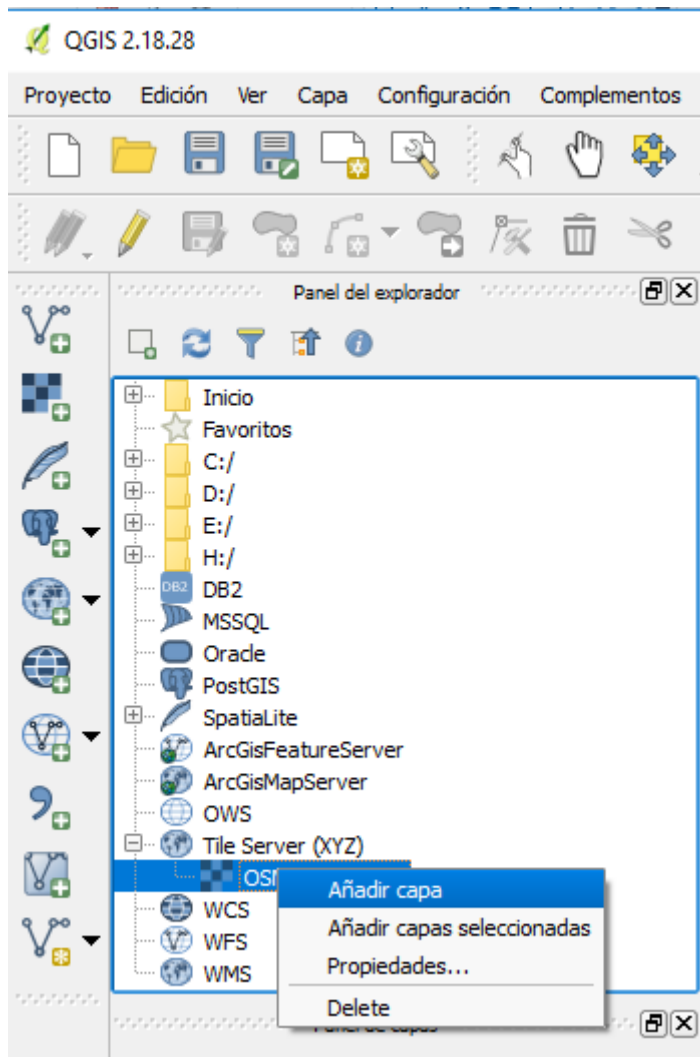 QGIS 2.18.28
Proyecto Edición Ver Capa Configuración Complementos
Panel del explorador
Inicio
Favoritos
C:/
D:/
E:/
H:/
DB2 DB2
MSSQL
Oracle
PostGIS
SpatiaLite
ArcGisFeatureServer
ArcGisMapServer
OWS
Tile Server (XYZ)
Añadir capa
WCS
Añadir capas seleccionadas
WFS
Propiedades...
WMS
Delete